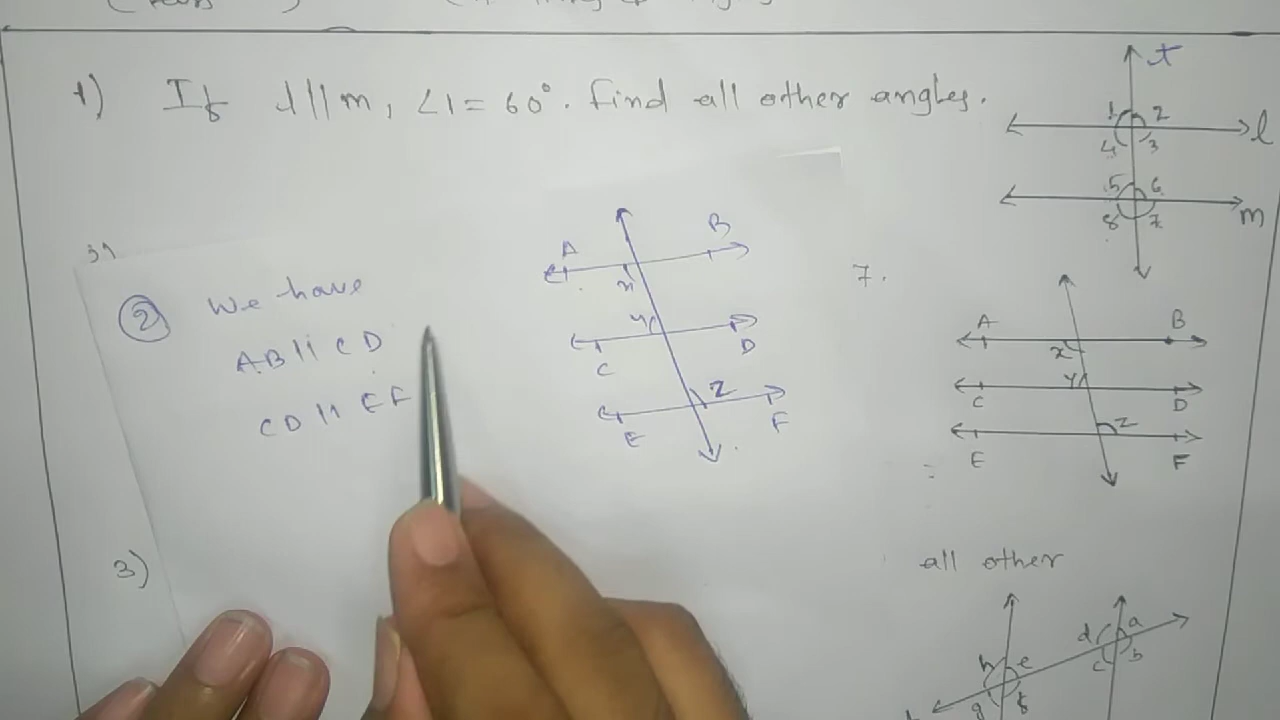 1) If l||m, ∠1 = 60°. Find all other angles.
t
1 2
l
4 3
5 6
m
8 7
② We have
AB || CD
CD || EF
A B
x
y
C D
z
E F
7.
A B
x
y
C D
z
E F
3)
all other
d a
c b
h e
g f